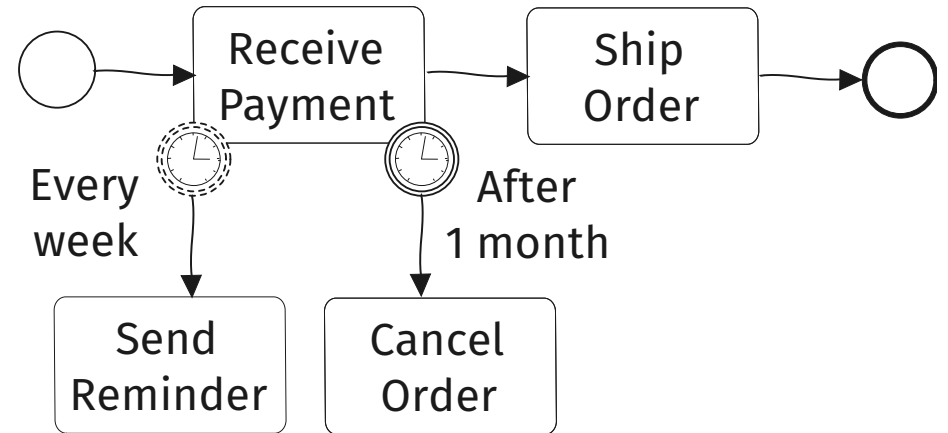 Receive
Payment
Ship
Order
Every
week
After
1 month
Send
Reminder
Cancel
Order